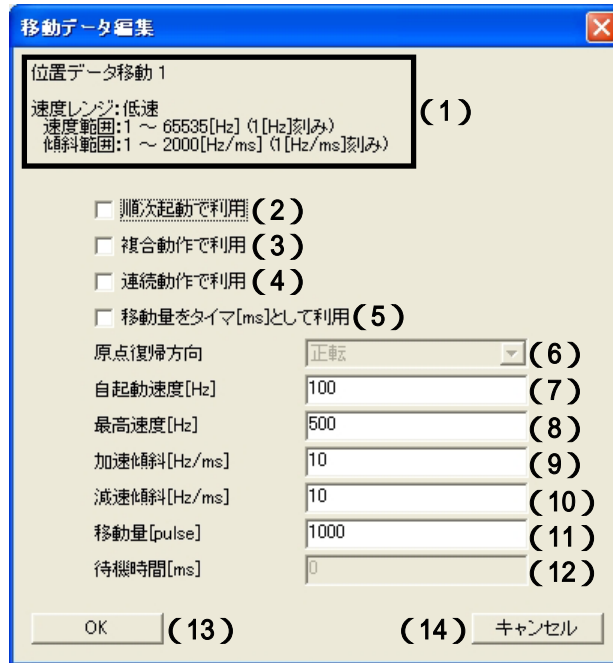 移動データ編集
位置データ移動 1
速度レンジ:低速
速度範囲:1 ～ 65535[Hz] (1[Hz]刻み)
傾斜範囲:1 ～ 2000[Hz/ms] (1[Hz/ms]刻み)
(1)
順次起動で利用 (2)
複合動作で利用 (3)
連続動作で利用 (4)
移動量をタイマ[ms]として利用 (5)
原点復帰方向 正転 (6)
自起動速度[Hz] 100 (7)
最高速度[Hz] 500 (8)
加速傾斜[Hz/ms] 10 (9)
減速傾斜[Hz/ms] 10 (10)
移動量[pulse] 1000 (11)
待機時間[ms] 0 (12)
OK (13) (14) キャンセル